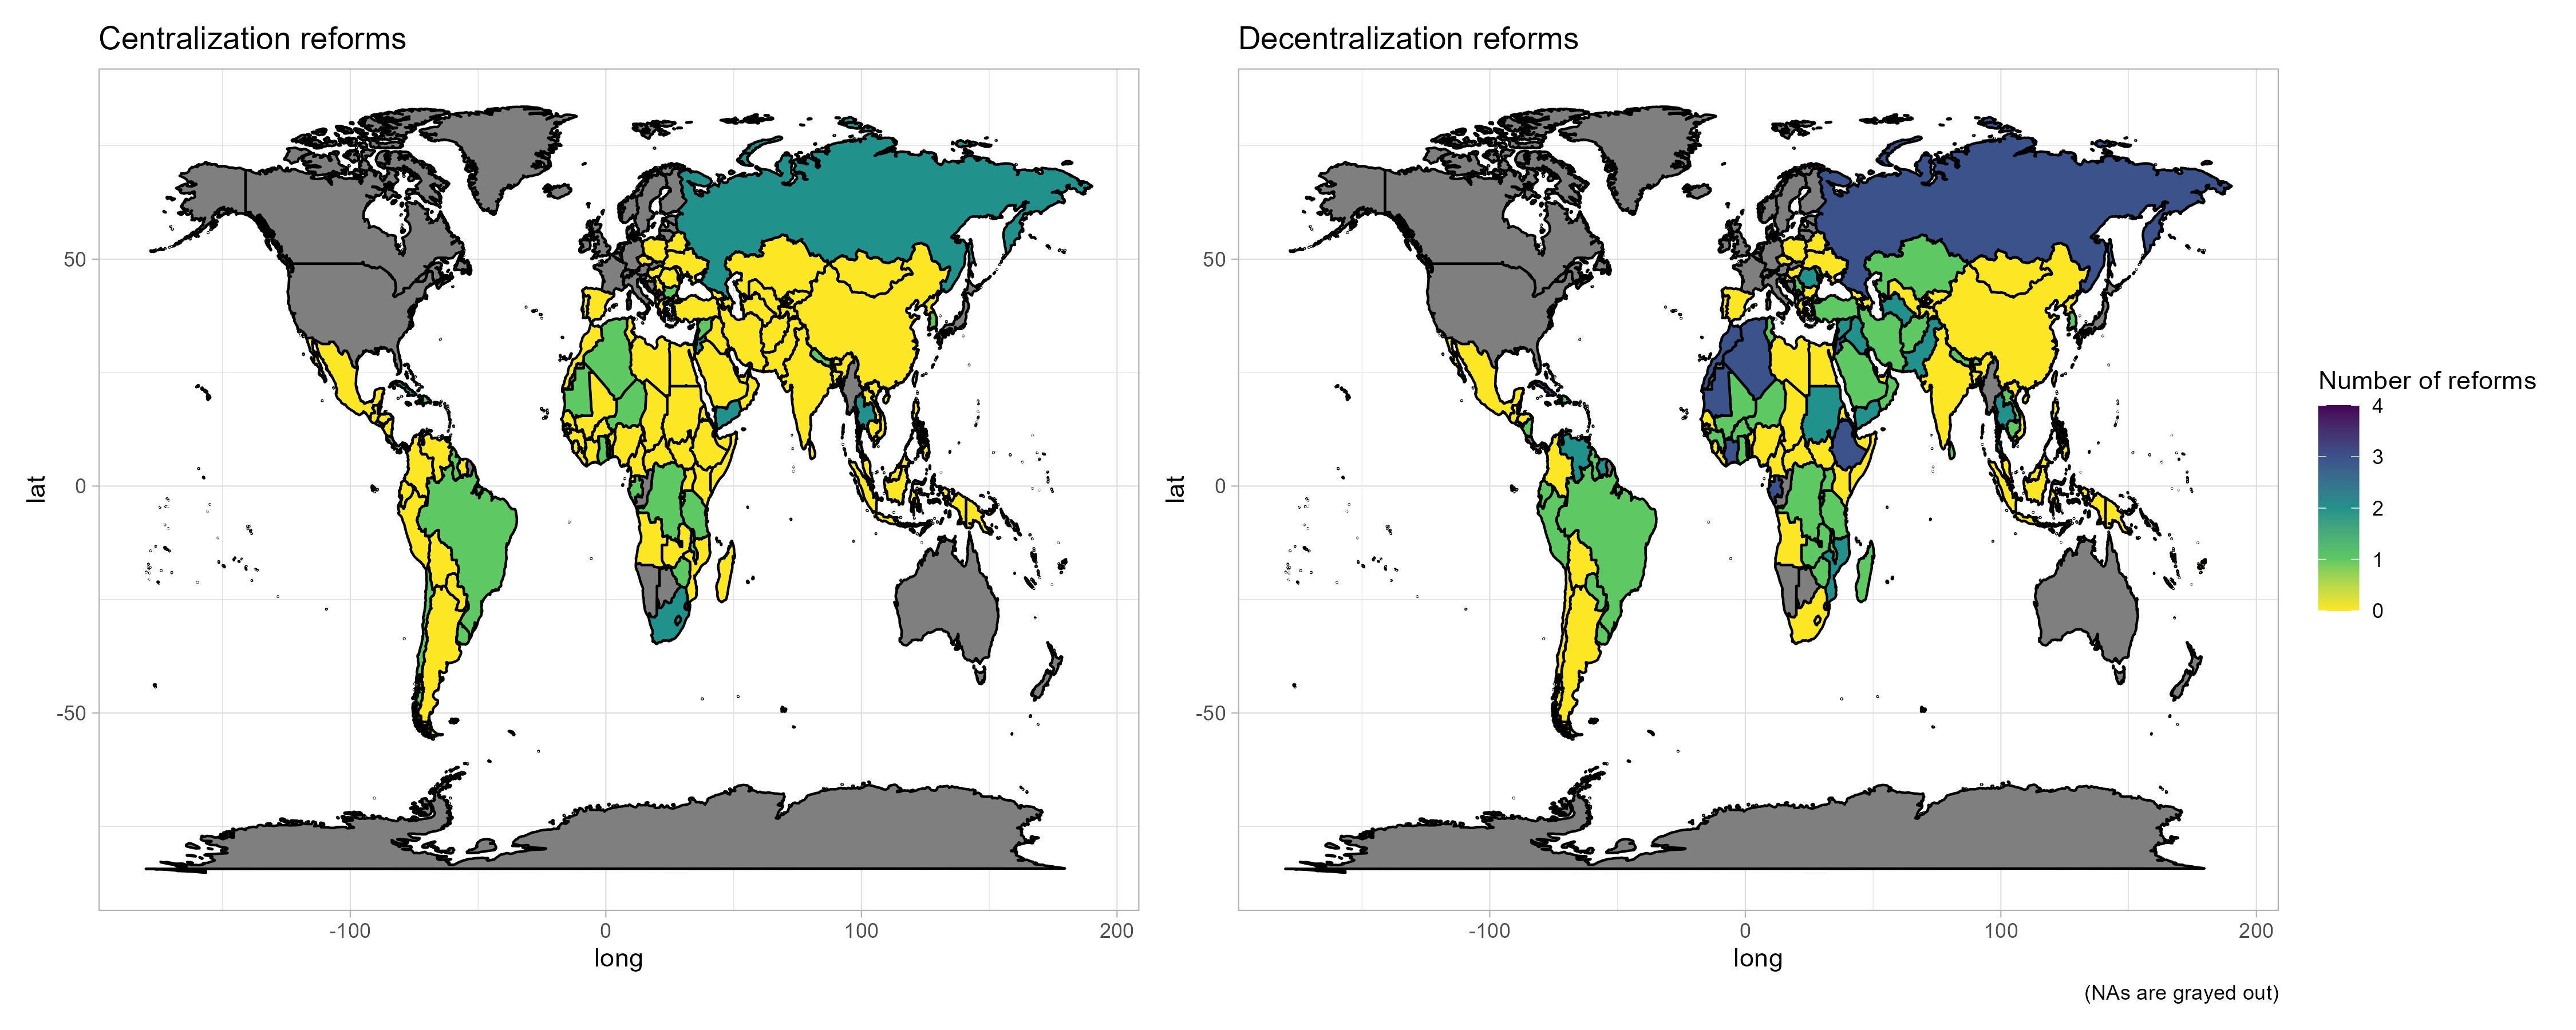 Centralization reforms
Decentralization reforms
50
0
-50
lat
-100
0
100
200
long
50
0
-50
lat
-100
0
100
200
long
Number of reforms
4
3
2
1
0
(NAs are grayed out)